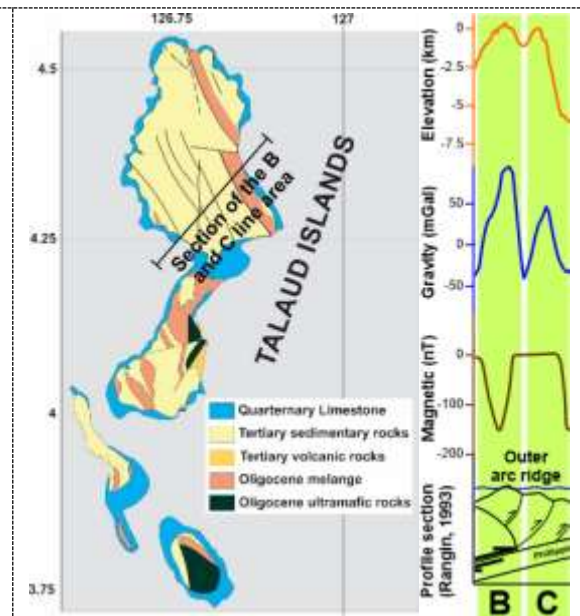 126.75
127
4.5
4.25
4
3.75
Section of the B
and C line area
TALAUD ISLANDS
Quarternary Limestone
Tertiary sedimentary rocks
Tertiary volcanic rocks
Oligocene melange
Oligocene ultramafic rocks
Elevation (km)
0
-2.5
-5
-7.5
Gravity (mGal)
50
0
-50
Magnetic (nT)
0
-100
-200
Outer
arc ridge
Profile section
(Rangin, 1993)
B
C